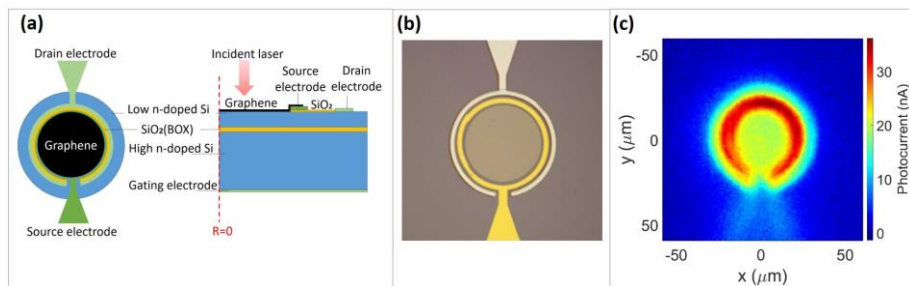 (a)
Drain electrode
Low n-doped Si
SiO₂(BOX)
Graphene
High n-doped Si
Gating electrode
Source electrode
Incident laser
Source
electrode
Drain
electrode
Graphene
SiO₂
R=0
(b)
(c)
-50
0
50
y (μm)
-50
0
50
x (μm)
30
20
10
0
Photocurrent (nA)